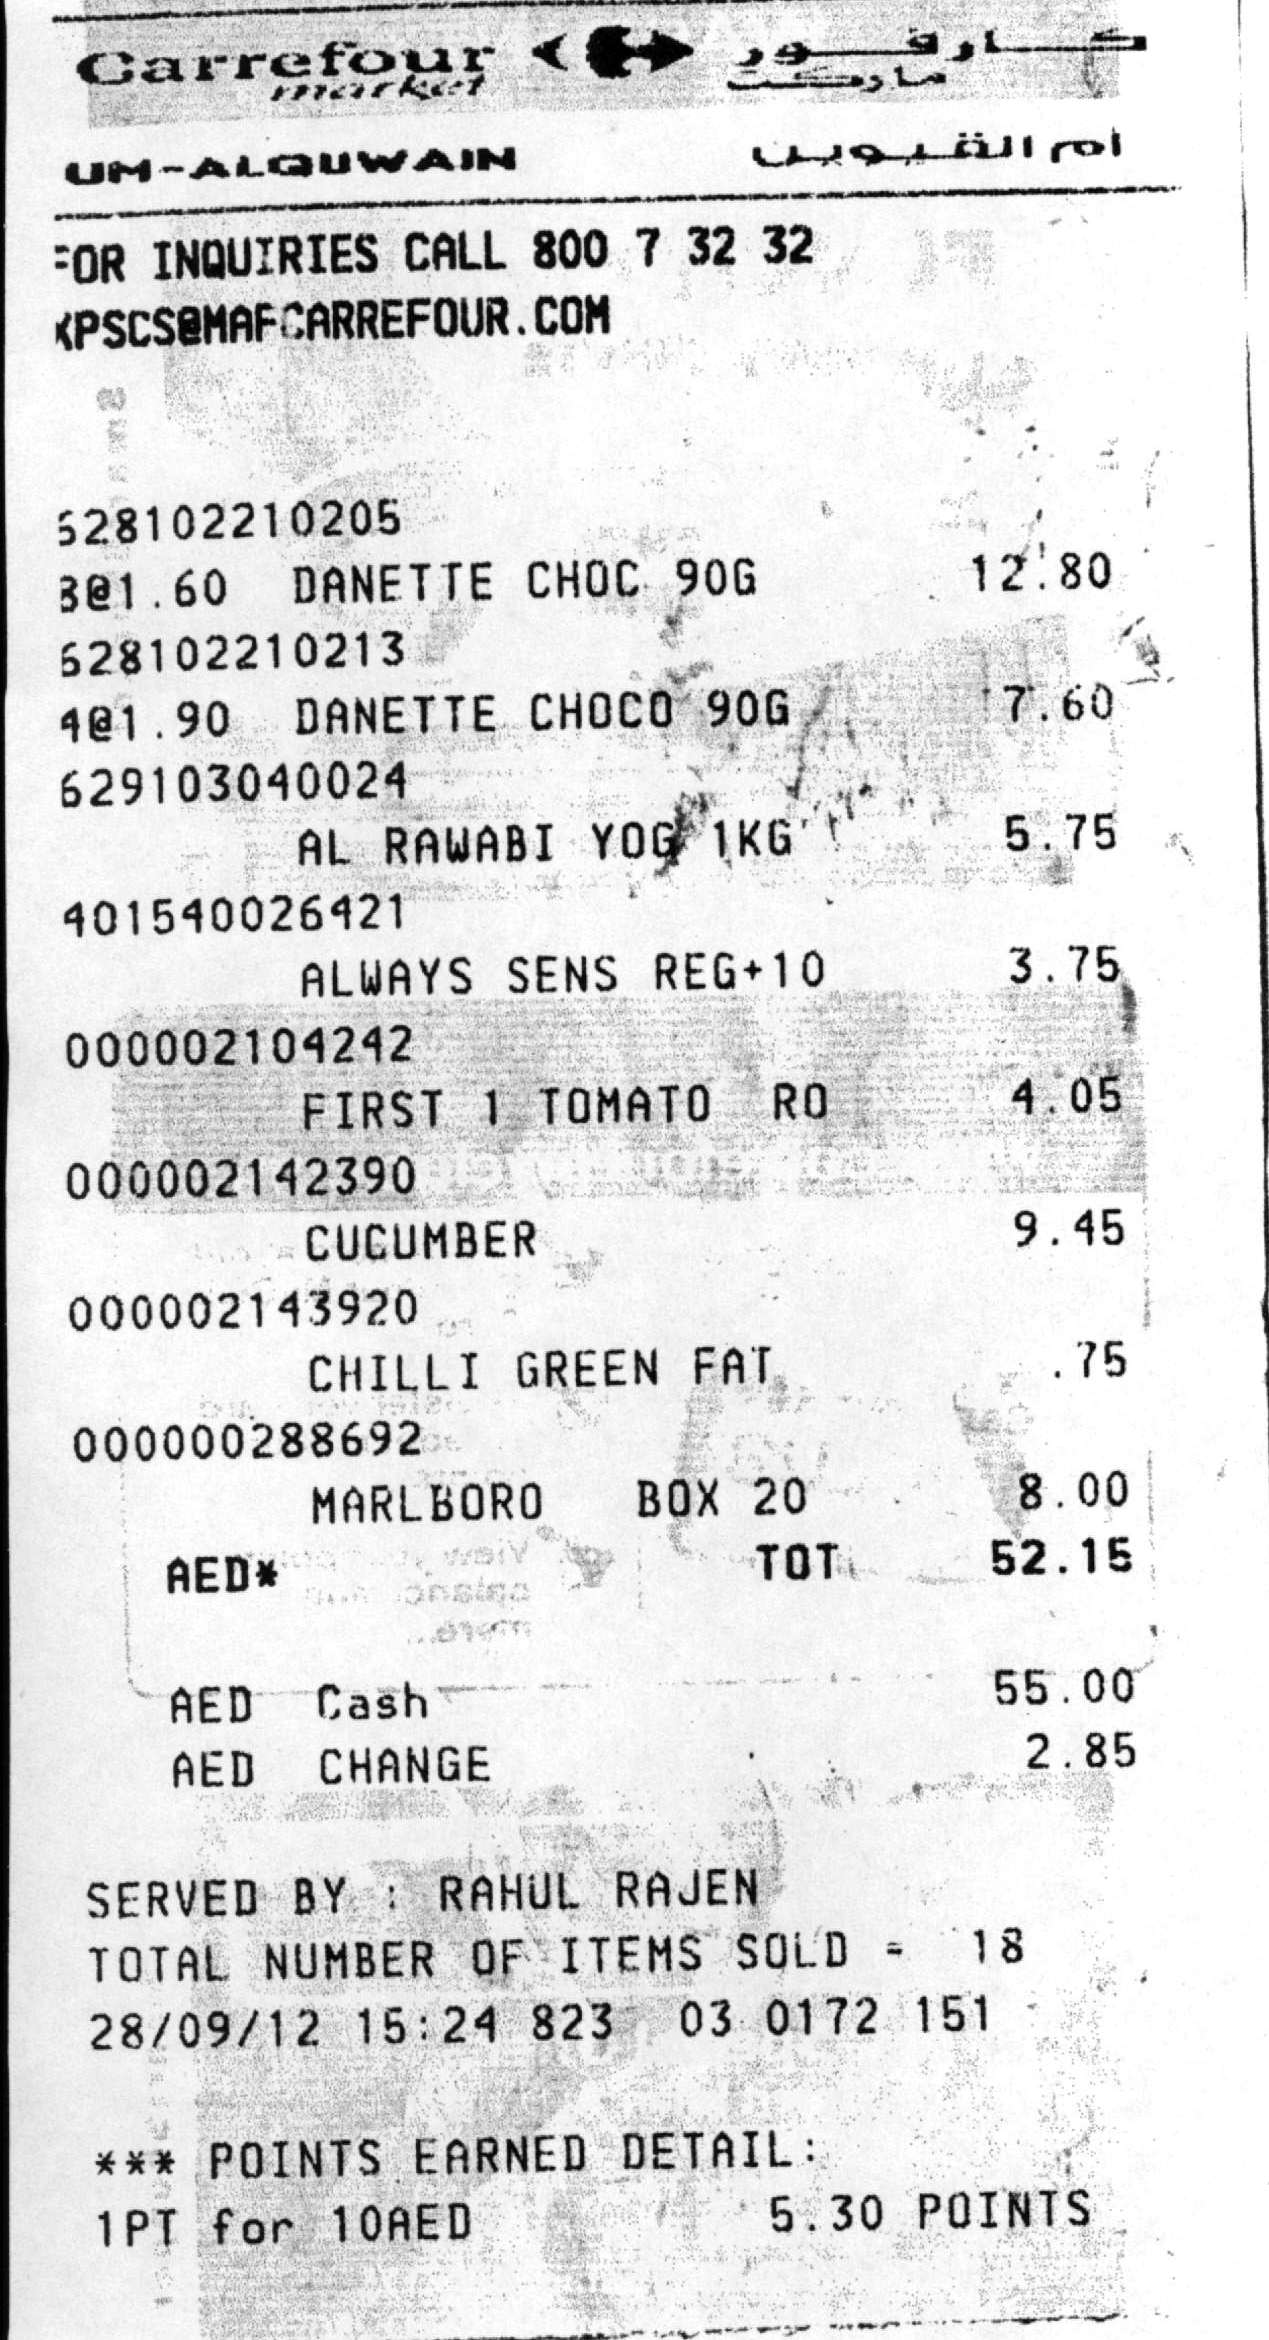 Carrefour كارفور
market ماركت
UM-ALQUWAIN ام القيوين
FOR INQUIRIES CALL 800 7 32 32
KPSCS@MAFCARREFOUR.COM
628102210205
8@1.60 DANETTE CHOC 90G 12.80
628102210213
4@1.90 DANETTE CHOCO 90G 7.60
629103040024
AL RAWABI YOG 1KG 5.75
401540026421
ALWAYS SENS REG+10 3.75
000002104242
FIRST 1 TOMATO RO 4.05
000002142390
CUCUMBER 9.45
000002143920
CHILLI GREEN FAT .75
000000288692
MARLBORO BOX 20 8.00
AED* TOT 52.15
AED Cash 55.00
AED CHANGE 2.85
SERVED BY : RAHUL RAJEN
TOTAL NUMBER OF ITEMS SOLD = 18
28/09/12 15:24 823 03 0172 151
*** POINTS EARNED DETAIL:
1PT for 10AED 5.30 POINTS